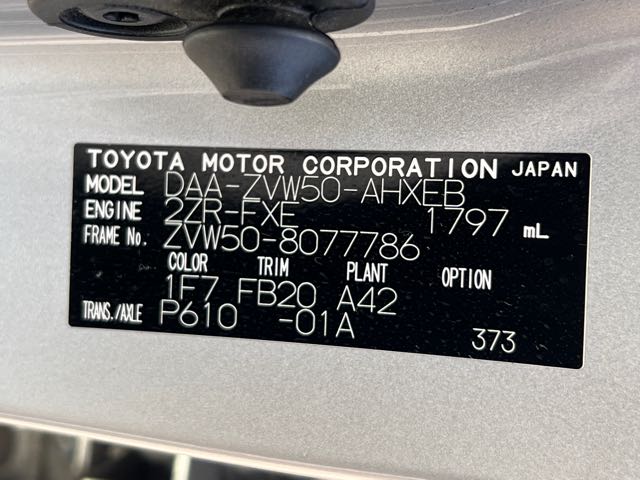 TOYOTA MOTOR CORPORATION JAPAN
MODEL DAA-ZVW50-AHXEB
ENGINE 2ZR-FXE 1797 mL
FRAME No. ZVW50-8077786
COLOR TRIM PLANT OPTION
1F7 FB20 A42
TRANS./AXLE P610 -01A 373